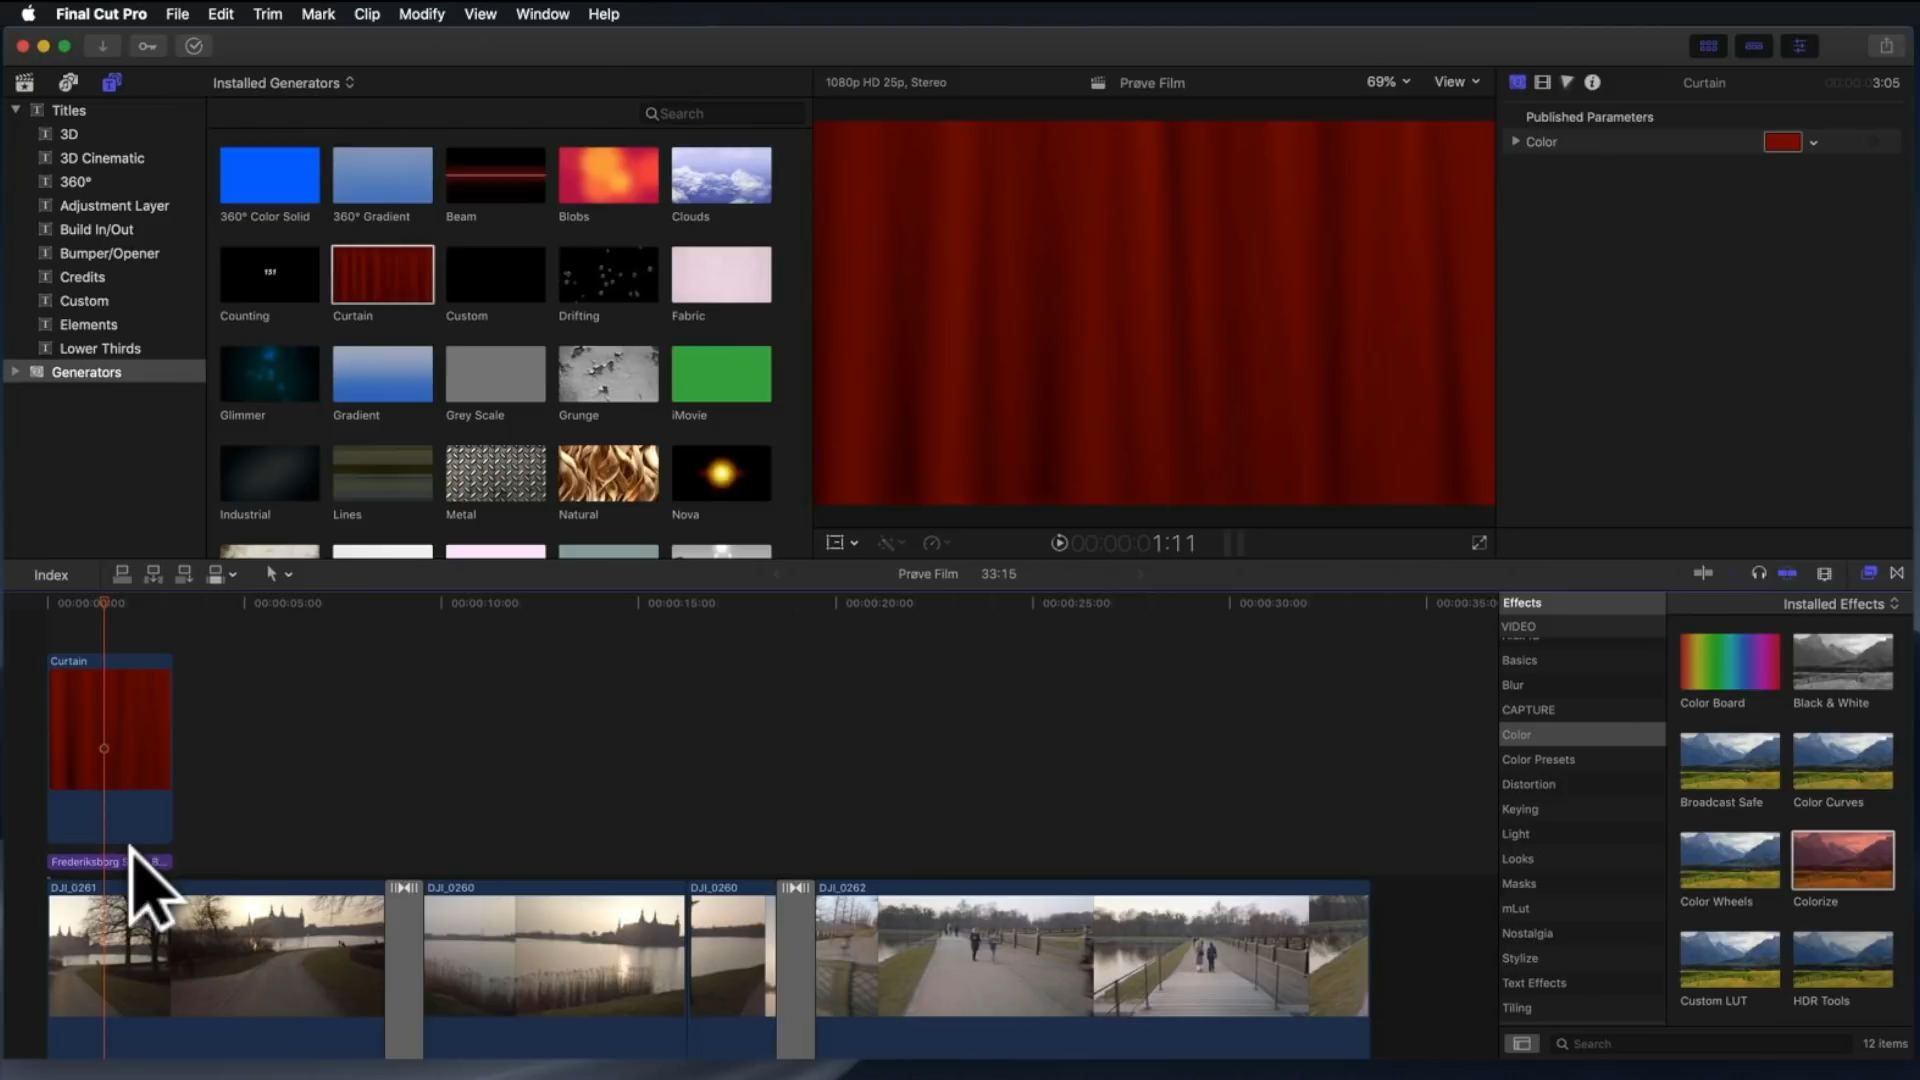 Final Cut Pro File Edit Trim Mark Clip Modify View Window Help
Installed Generators
1080p HD 25p, Stereo
Prøve Film
69%
View
Curtain
3:05
Titles
3D
3D Cinematic
360°
Adjustment Layer
Build In/Out
Bumper/Opener
Credits
Custom
Elements
Lower Thirds
Generators
Search
360° Color Solid
360° Gradient
Beam
Blobs
Clouds
Counting
Curtain
Custom
Drifting
Fabric
Glimmer
Gradient
Grey Scale
Grunge
iMovie
Industrial
Lines
Metal
Natural
Nova
Published Parameters
Color
00:00:00 1:11
Index
Prøve Film 33:15
00:00:05:00
00:00:10:00
00:00:15:00
00:00:20:00
00:00:25:00
00:00:30:00
Curtain
Frederiksborg
DJI_0261
DJI_0260
DJI_0260
DJI_0262
Effects
Installed Effects
VIDEO
Basics
Blur
CAPTURE
Color
Color Presets
Distortion
Keying
Light
Looks
Masks
mLut
Nostalgia
Stylize
Text Effects
Tiling
Color Board
Black & White
Broadcast Safe
Color Curves
Color Wheels
Colorize
Custom LUT
HDR Tools
Search
12 items